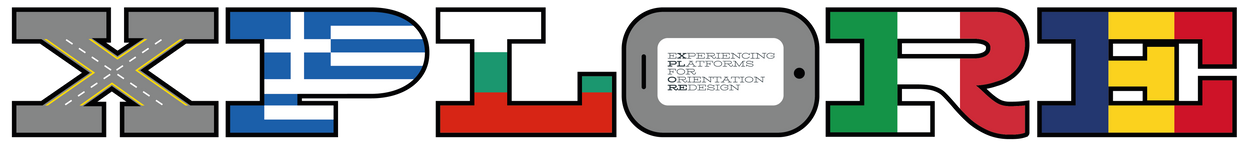 XPLORE
EXPERIENCING
PLATFORMS
FOR
ORIENTATION
REDESIGN